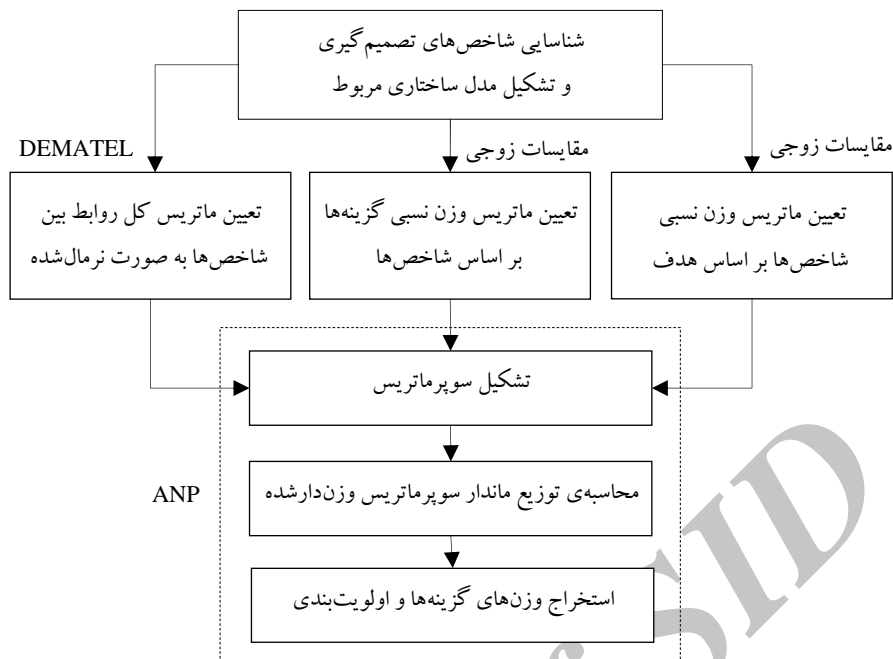 شناسایی شاخص‌های تصمیم‌گیری
و تشکیل مدل ساختاری مربوط
مقایسات زوجی
مقایسات زوجی
DEMATEL
تعیین ماتریس وزن نسبی
شاخص‌ها بر اساس هدف
تعیین ماتریس وزن نسبی گزینه‌ها
بر اساس شاخص‌ها
تعیین ماتریس کل روابط بین
شاخص‌ها به صورت نرمال‌شده
تشکیل سوپرماتریس
ANP
محاسبه‌ی توزیع ماندار سوپرماتریس وزن‌دارشده
استخراج وزن‌های گزینه‌ها و اولویت‌بندی
SID